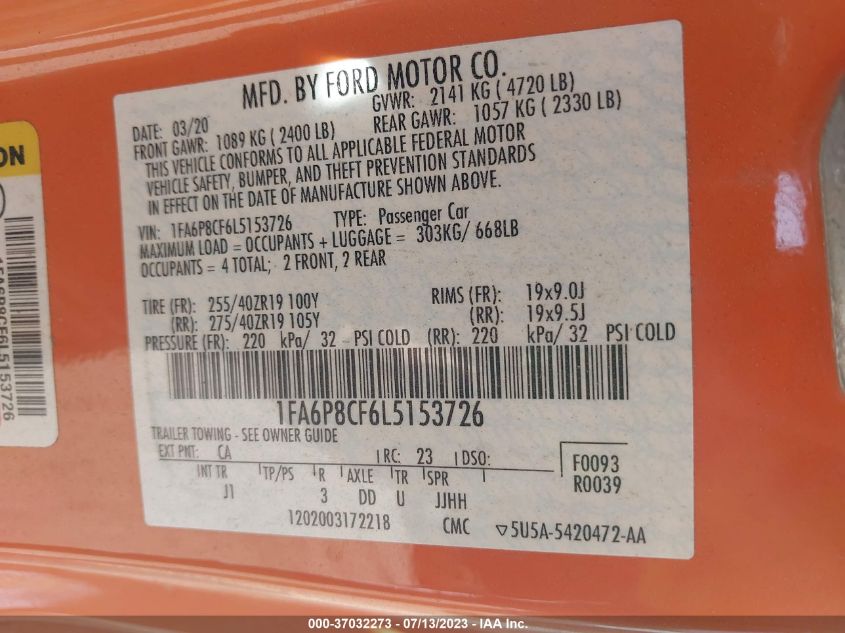 MFD. BY FORD MOTOR CO.
DATE: 03/20 GVWR: 2141 KG ( 4720 LB)
FRONT GAWR: 1089 KG ( 2400 LB) REAR GAWR: 1057 KG ( 2330 LB)
THIS VEHICLE CONFORMS TO ALL APPLICABLE FEDERAL MOTOR
VEHICLE SAFETY, BUMPER, AND THEFT PREVENTION STANDARDS
IN EFFECT ON THE DATE OF MANUFACTURE SHOWN ABOVE.
VIN: 1FA6P8CF6L5153726 TYPE: Passenger Car
MAXIMUM LOAD = OCCUPANTS + LUGGAGE = 303KG/ 668LB
OCCUPANTS = 4 TOTAL; 2 FRONT, 2 REAR
TIRE (FR): 255/40ZR19 100Y RIMS (FR): 19x9.0J
(RR): 275/40ZR19 105Y (RR): 19x9.5J
PRESSURE (FR): 220 kPa/ 32 - PSI COLD (RR): 220 kPa/ 32 PSI COLD
1FA6P8CF6L5153726
TRAILER TOWING - SEE OWNER GUIDE
EXT PNT: CA RC: 23 DSO: F0093
INT TR TP/PS R AXLE TR SPR R0039
J1 3 DD U JJHH
1202003172218 CMC ▽5U5A-5420472-AA
ON
1FA6P8CF6L5153726
000-37032273 - 07/13/2023 - IAA Inc.